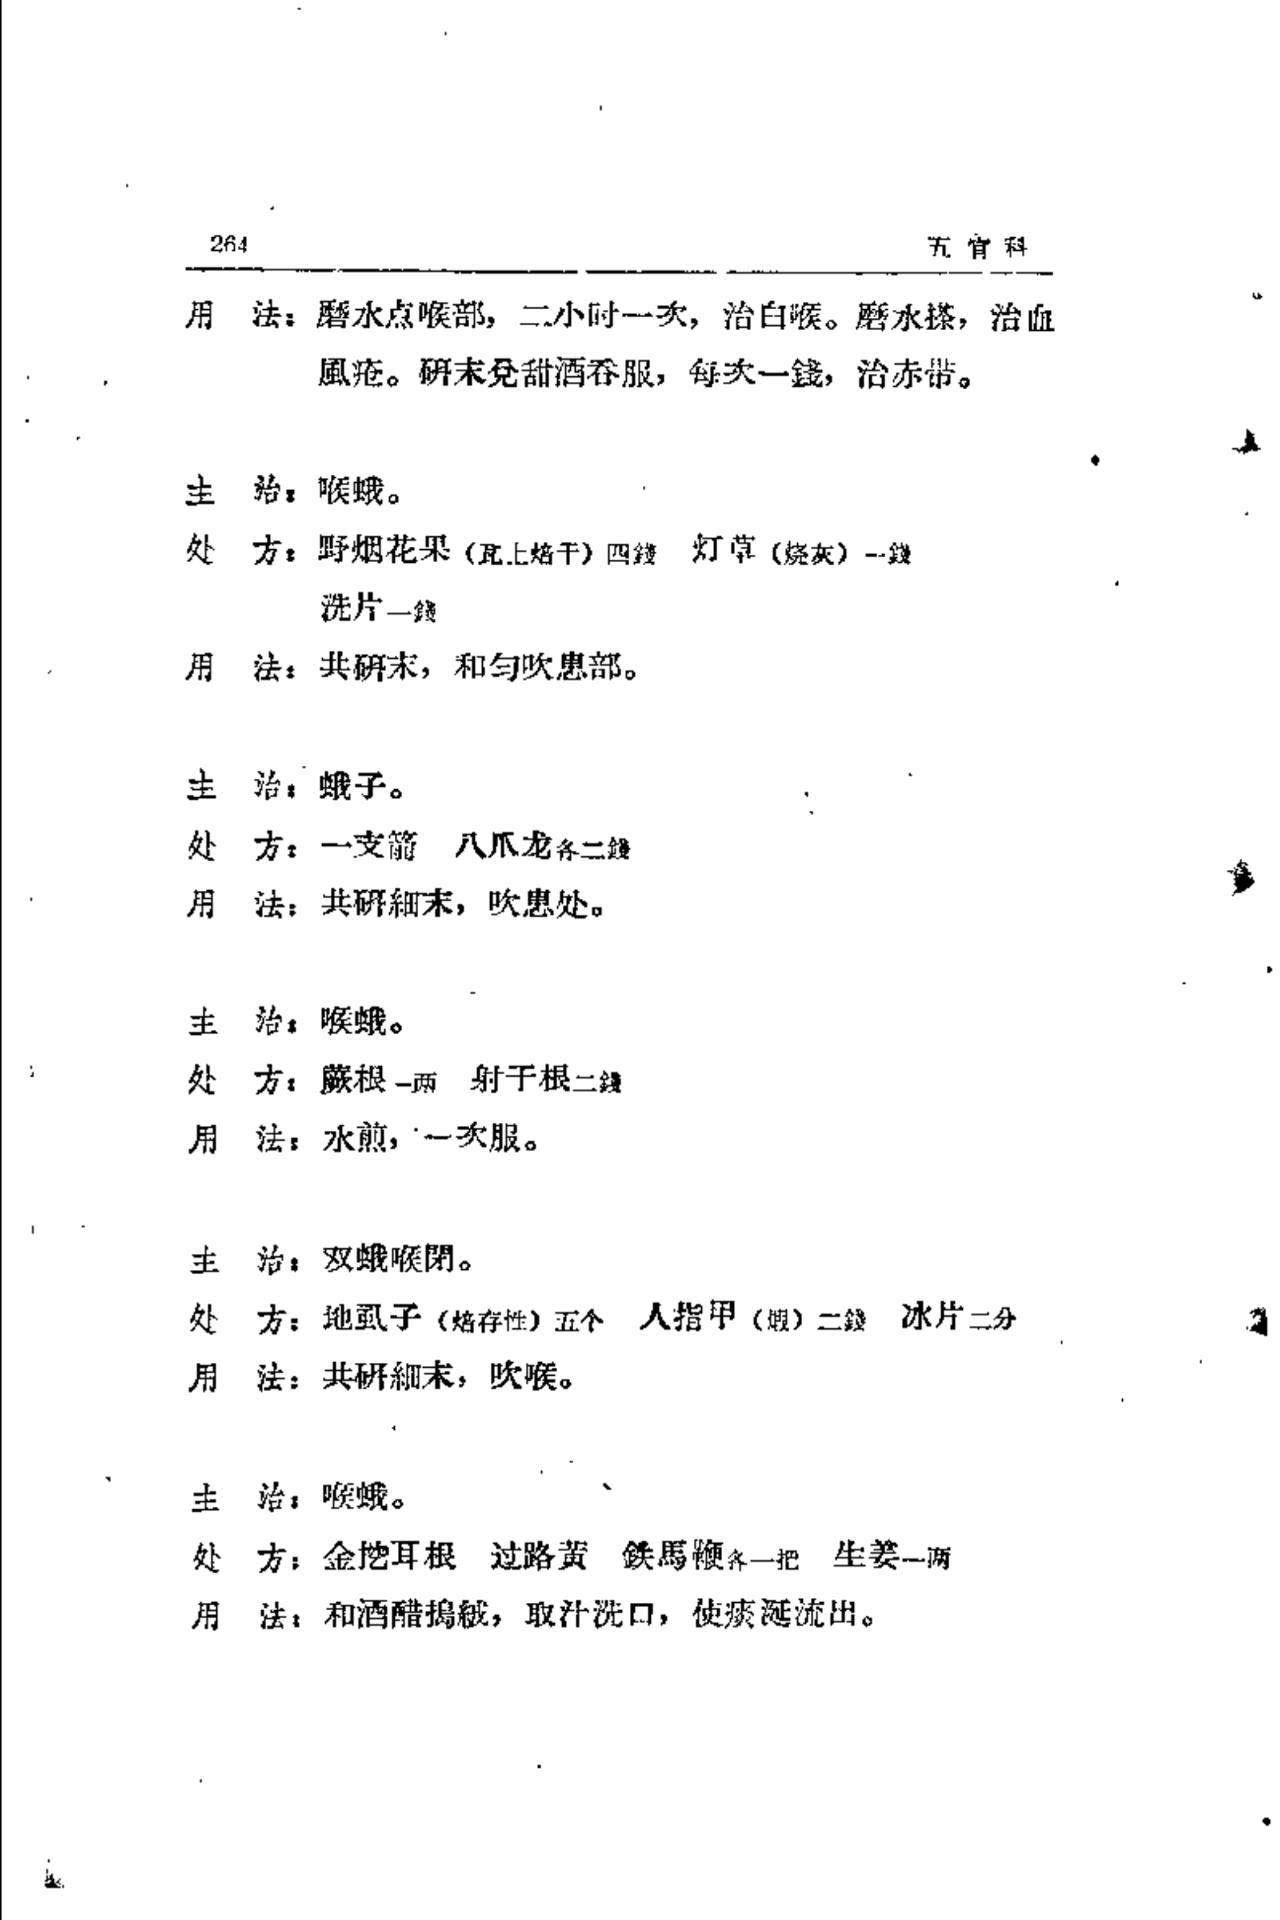 264 五官科
用 法：磨水点喉部，二小时一次，治白喉。磨水搽，治血
風疮。研末兌甜酒吞服，每次一錢，治赤带。
主 治：喉蛾。
处 方：野烟花果（瓦上焙干）四錢 灯草（烧灰）一錢
洗片一錢
用 法：共研末，和匀吹患部。
主 治：蛾子。
处 方：一支箭 八爪龙各二錢
用 法：共研細末，吹患处。
主 治：喉蛾。
处 方：蕨根一两 射干根二錢
用 法：水煎，一次服。
主 治：双蛾喉閉。
处 方：地虱子（焙存性）五个 人指甲（煅）二錢 冰片二分
用 法：共研細末，吹喉。
主 治：喉蛾。
处 方：金挖耳根 过路黃 鉄馬鞭各一把 生姜一两
用 法：和酒醋搗絨，取汁洗口，使痰涎流出。